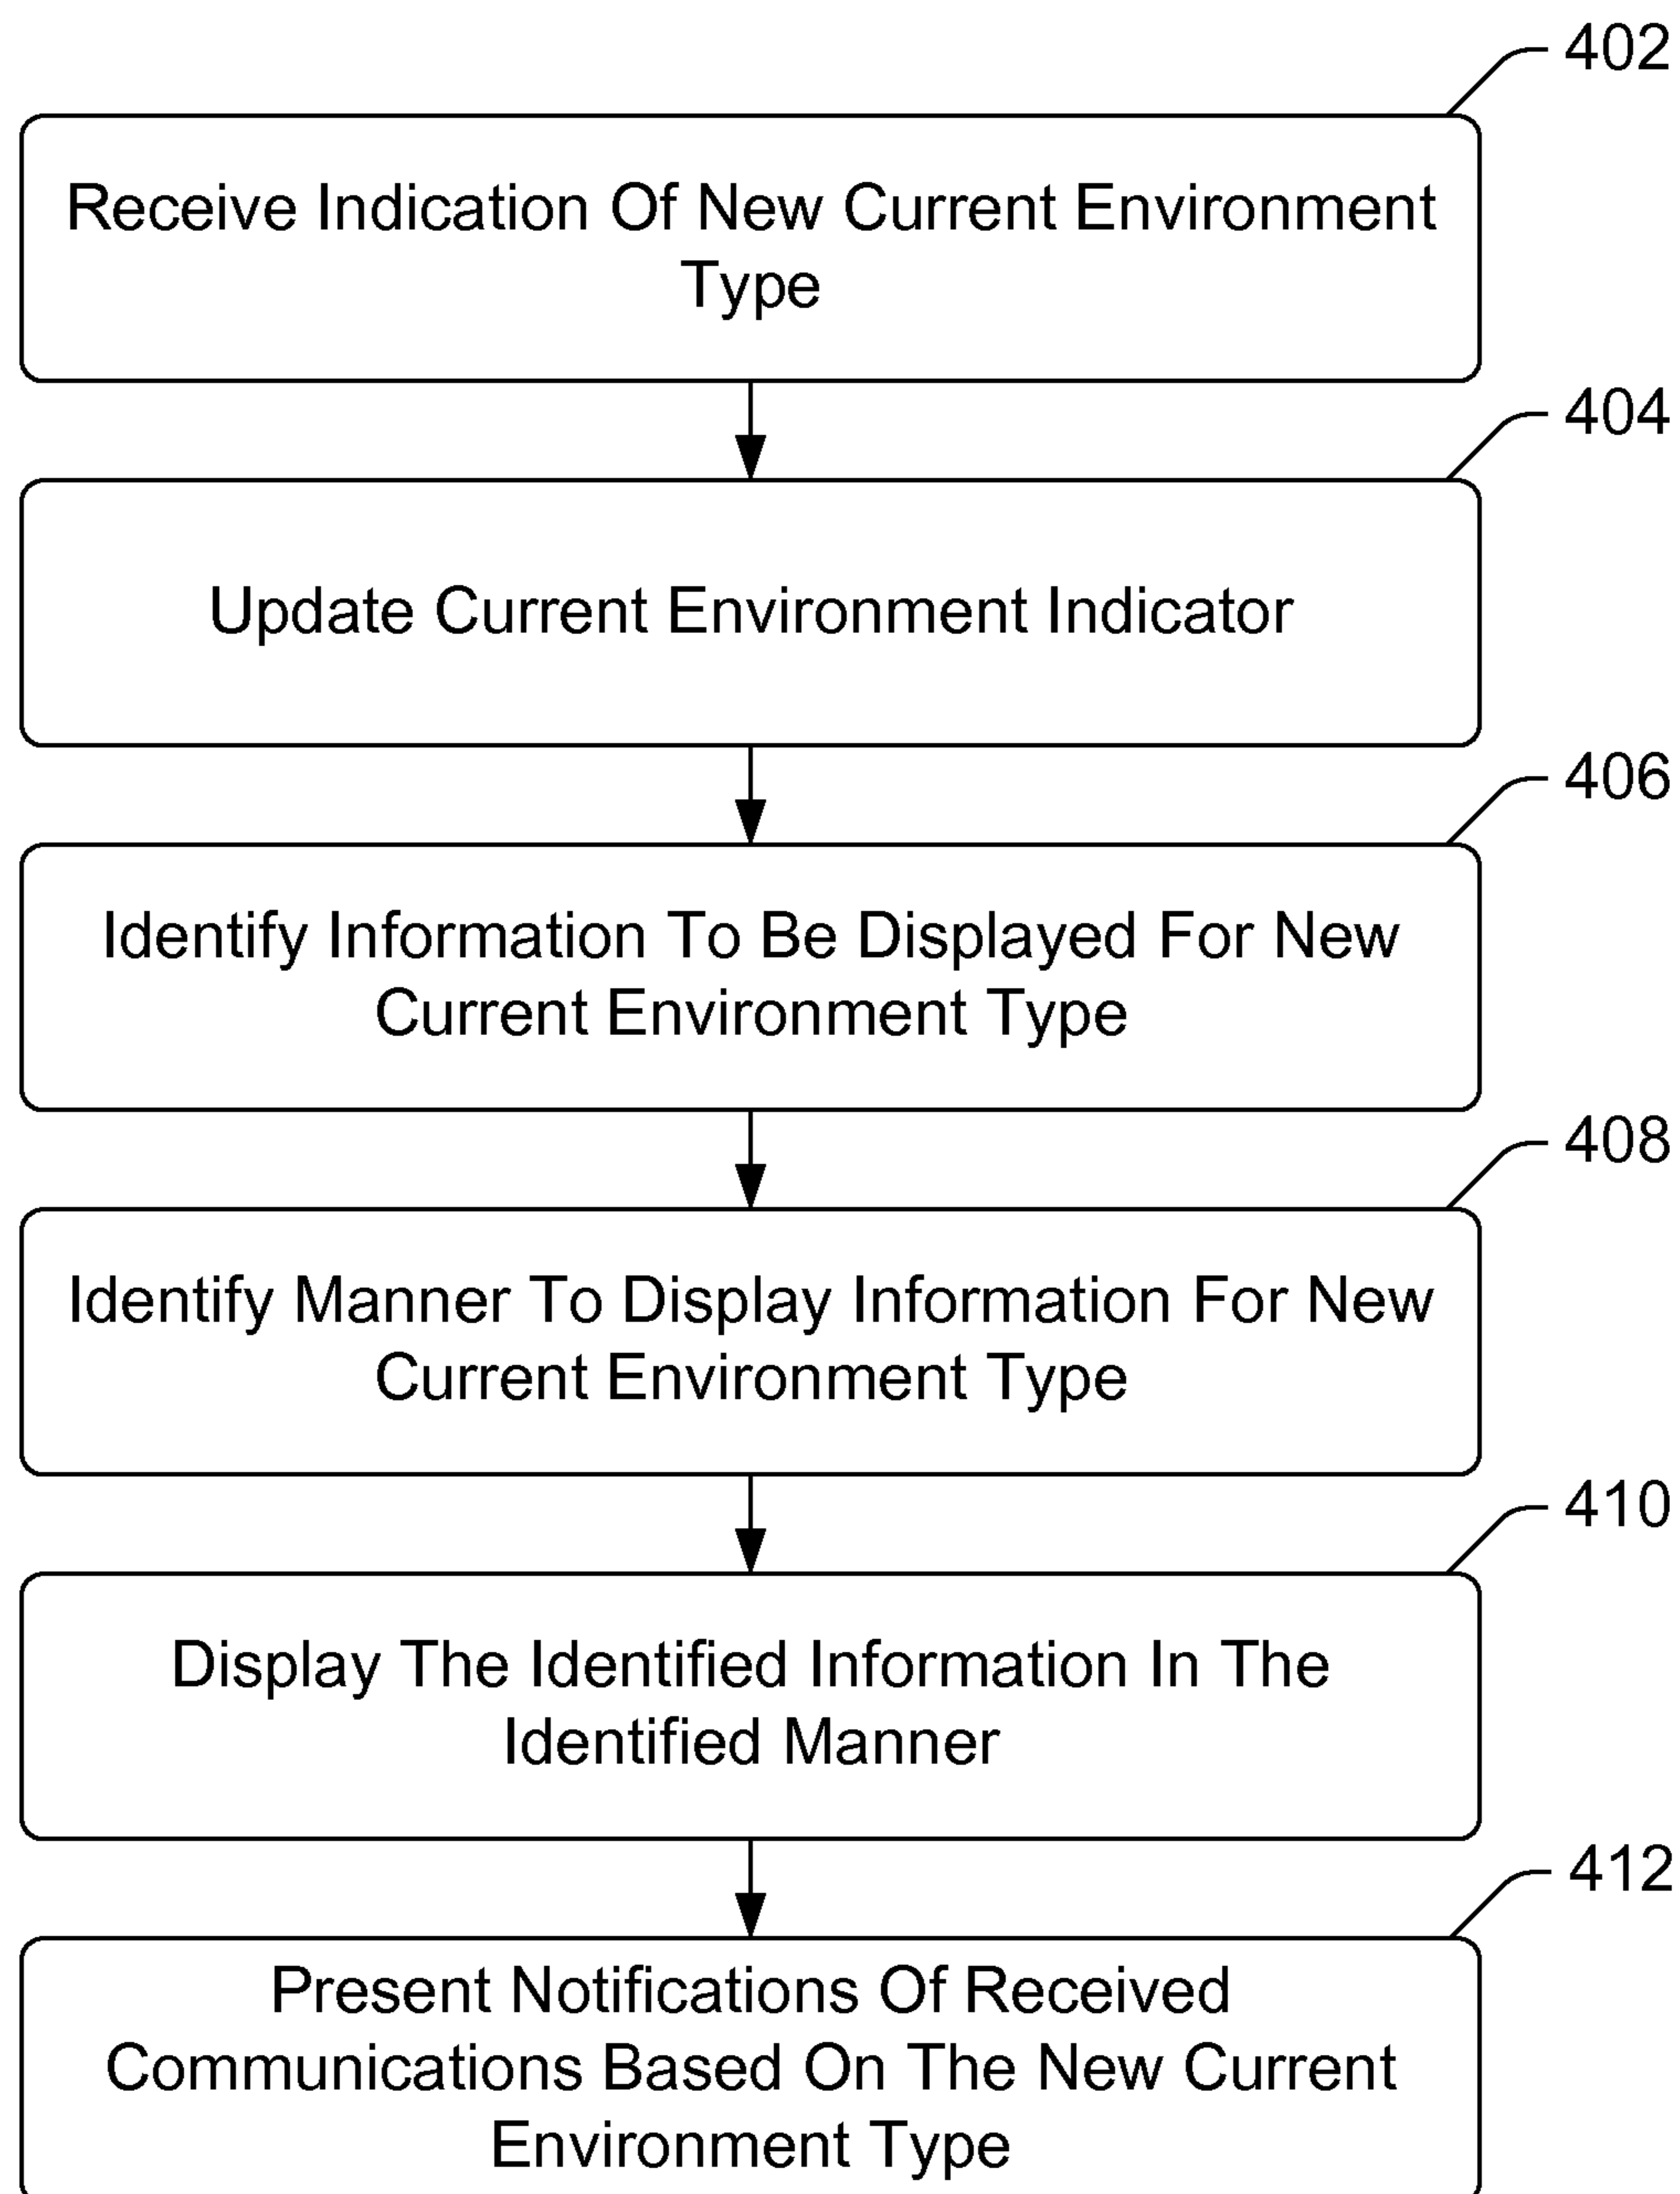 402
Receive Indication Of New Current Environment
Type
404
Update Current Environment Indicator
406
Identify Information To Be Displayed For New
Current Environment Type
408
Identify Manner To Display Information For New
Current Environment Type
410
Display The Identified Information In The
Identified Manner
412
Present Notifications Of Received
Communications Based On The New Current
Environment Type